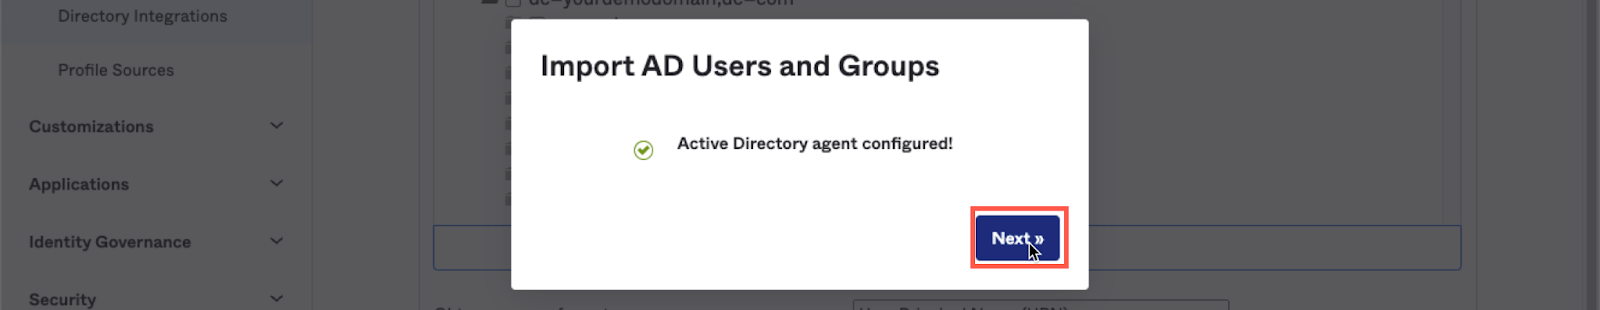 Directory Integrations
Profile Sources
Customizations
Applications
Identity Governance
Security
dc=yourdemodomain,dc=com
Import AD Users and Groups
Active Directory agent configured!
Next »